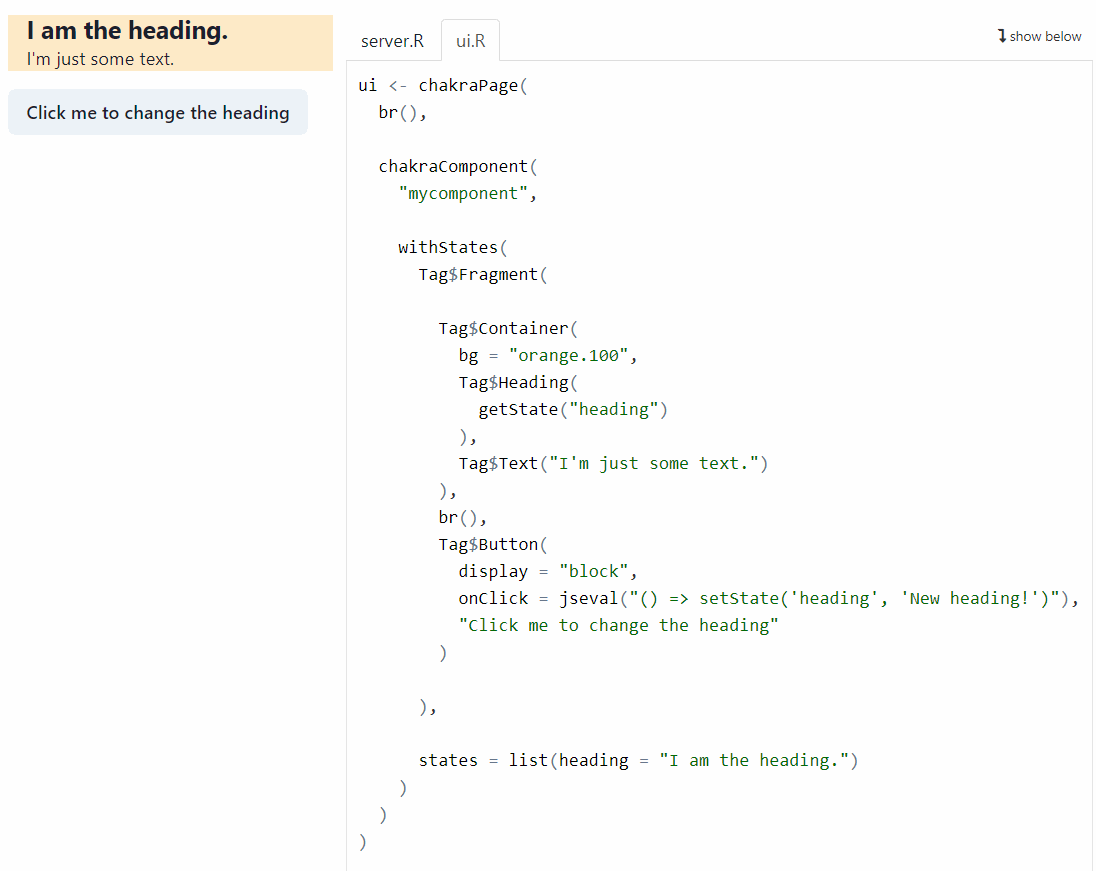 I am the heading.
I'm just some text.
Click me to change the heading
server.R
ui.R
show below
ui <- chakraPage(
  br(),

  chakraComponent(
    "mycomponent",

    withStates(
      Tag$Fragment(

        Tag$Container(
          bg = "orange.100",
          Tag$Heading(
            getState("heading")
          ),
          Tag$Text("I'm just some text.")
        ),
        br(),
        Tag$Button(
          display = "block",
          onClick = jseval("() => setState('heading', 'New heading!')"),
          "Click me to change the heading"
        )

      ),

      states = list(heading = "I am the heading.")
    )
  )
)